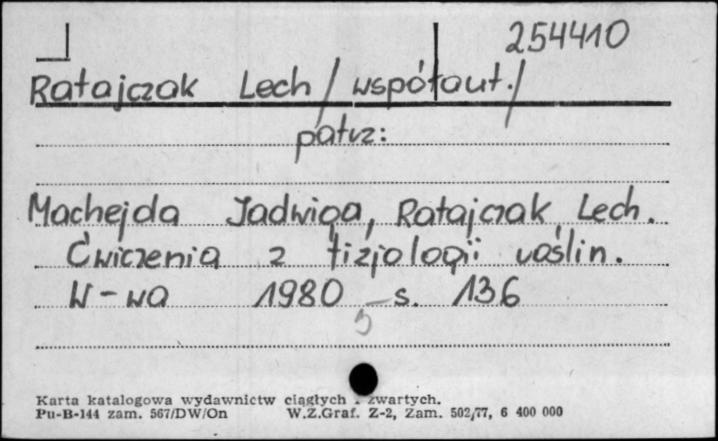 254410
Ratajczak Lech / współaut./
patrz:
Machejda Jadwiga, Ratajczak Lech.
Ćwiczenia z fizjologii roślin.
W-wa 1980 s. 136
Karta katalogowa wydawnictw ciągłych i zwartych.
Pu-B-144 zam. 567/DW/On W.Z.Graf. Z-2, Zam. 502/77, 6 400 000